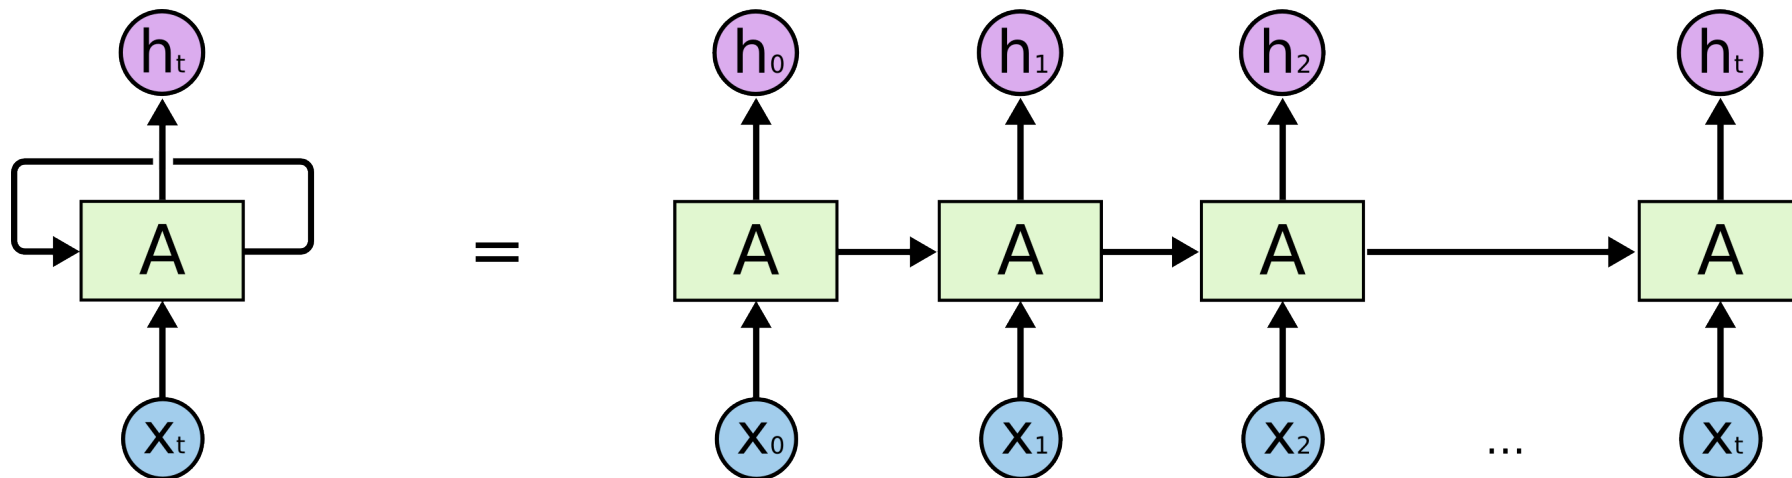 ht h0 h1 h2 ht
A = A A A A
xt x0 x1 x2 ... xt